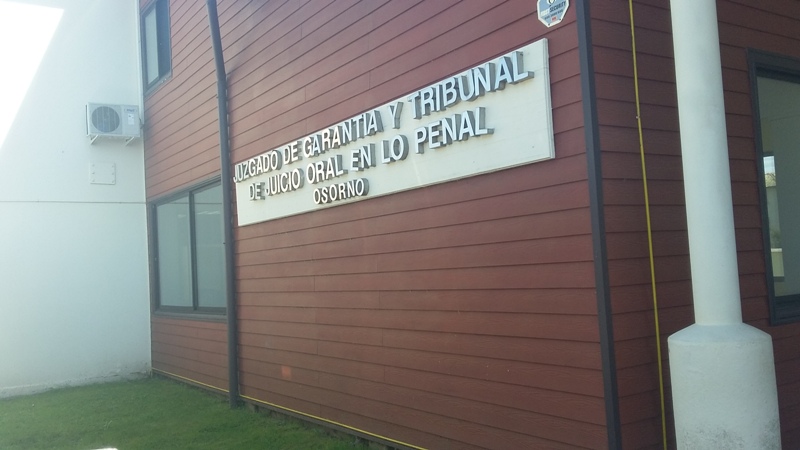 JUZGADO DE GARANTIA Y TRIBUNAL
DE JUICIO ORAL EN LO PENAL
OSORNO